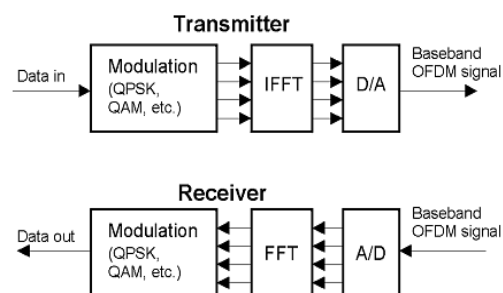 Transmitter
Data in
Modulation
(QPSK,
QAM, etc.)
IFFT
D/A
Baseband
OFDM signal
Receiver
Data out
Modulation
(QPSK,
QAM, etc.)
FFT
A/D
Baseband
OFDM signal